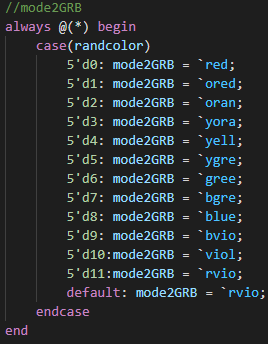 //mode2GRB
always @(*) begin
case(randcolor)
5'd0: mode2GRB = `red;
5'd1: mode2GRB = `ored;
5'd2: mode2GRB = `oran;
5'd3: mode2GRB = `yora;
5'd4: mode2GRB = `yell;
5'd5: mode2GRB = `ygre;
5'd6: mode2GRB = `gree;
5'd7: mode2GRB = `bgre;
5'd8: mode2GRB = `blue;
5'd9: mode2GRB = `bvio;
5'd10:mode2GRB = `viol;
5'd11:mode2GRB = `rvio;
default: mode2GRB = `rvio;
endcase
end